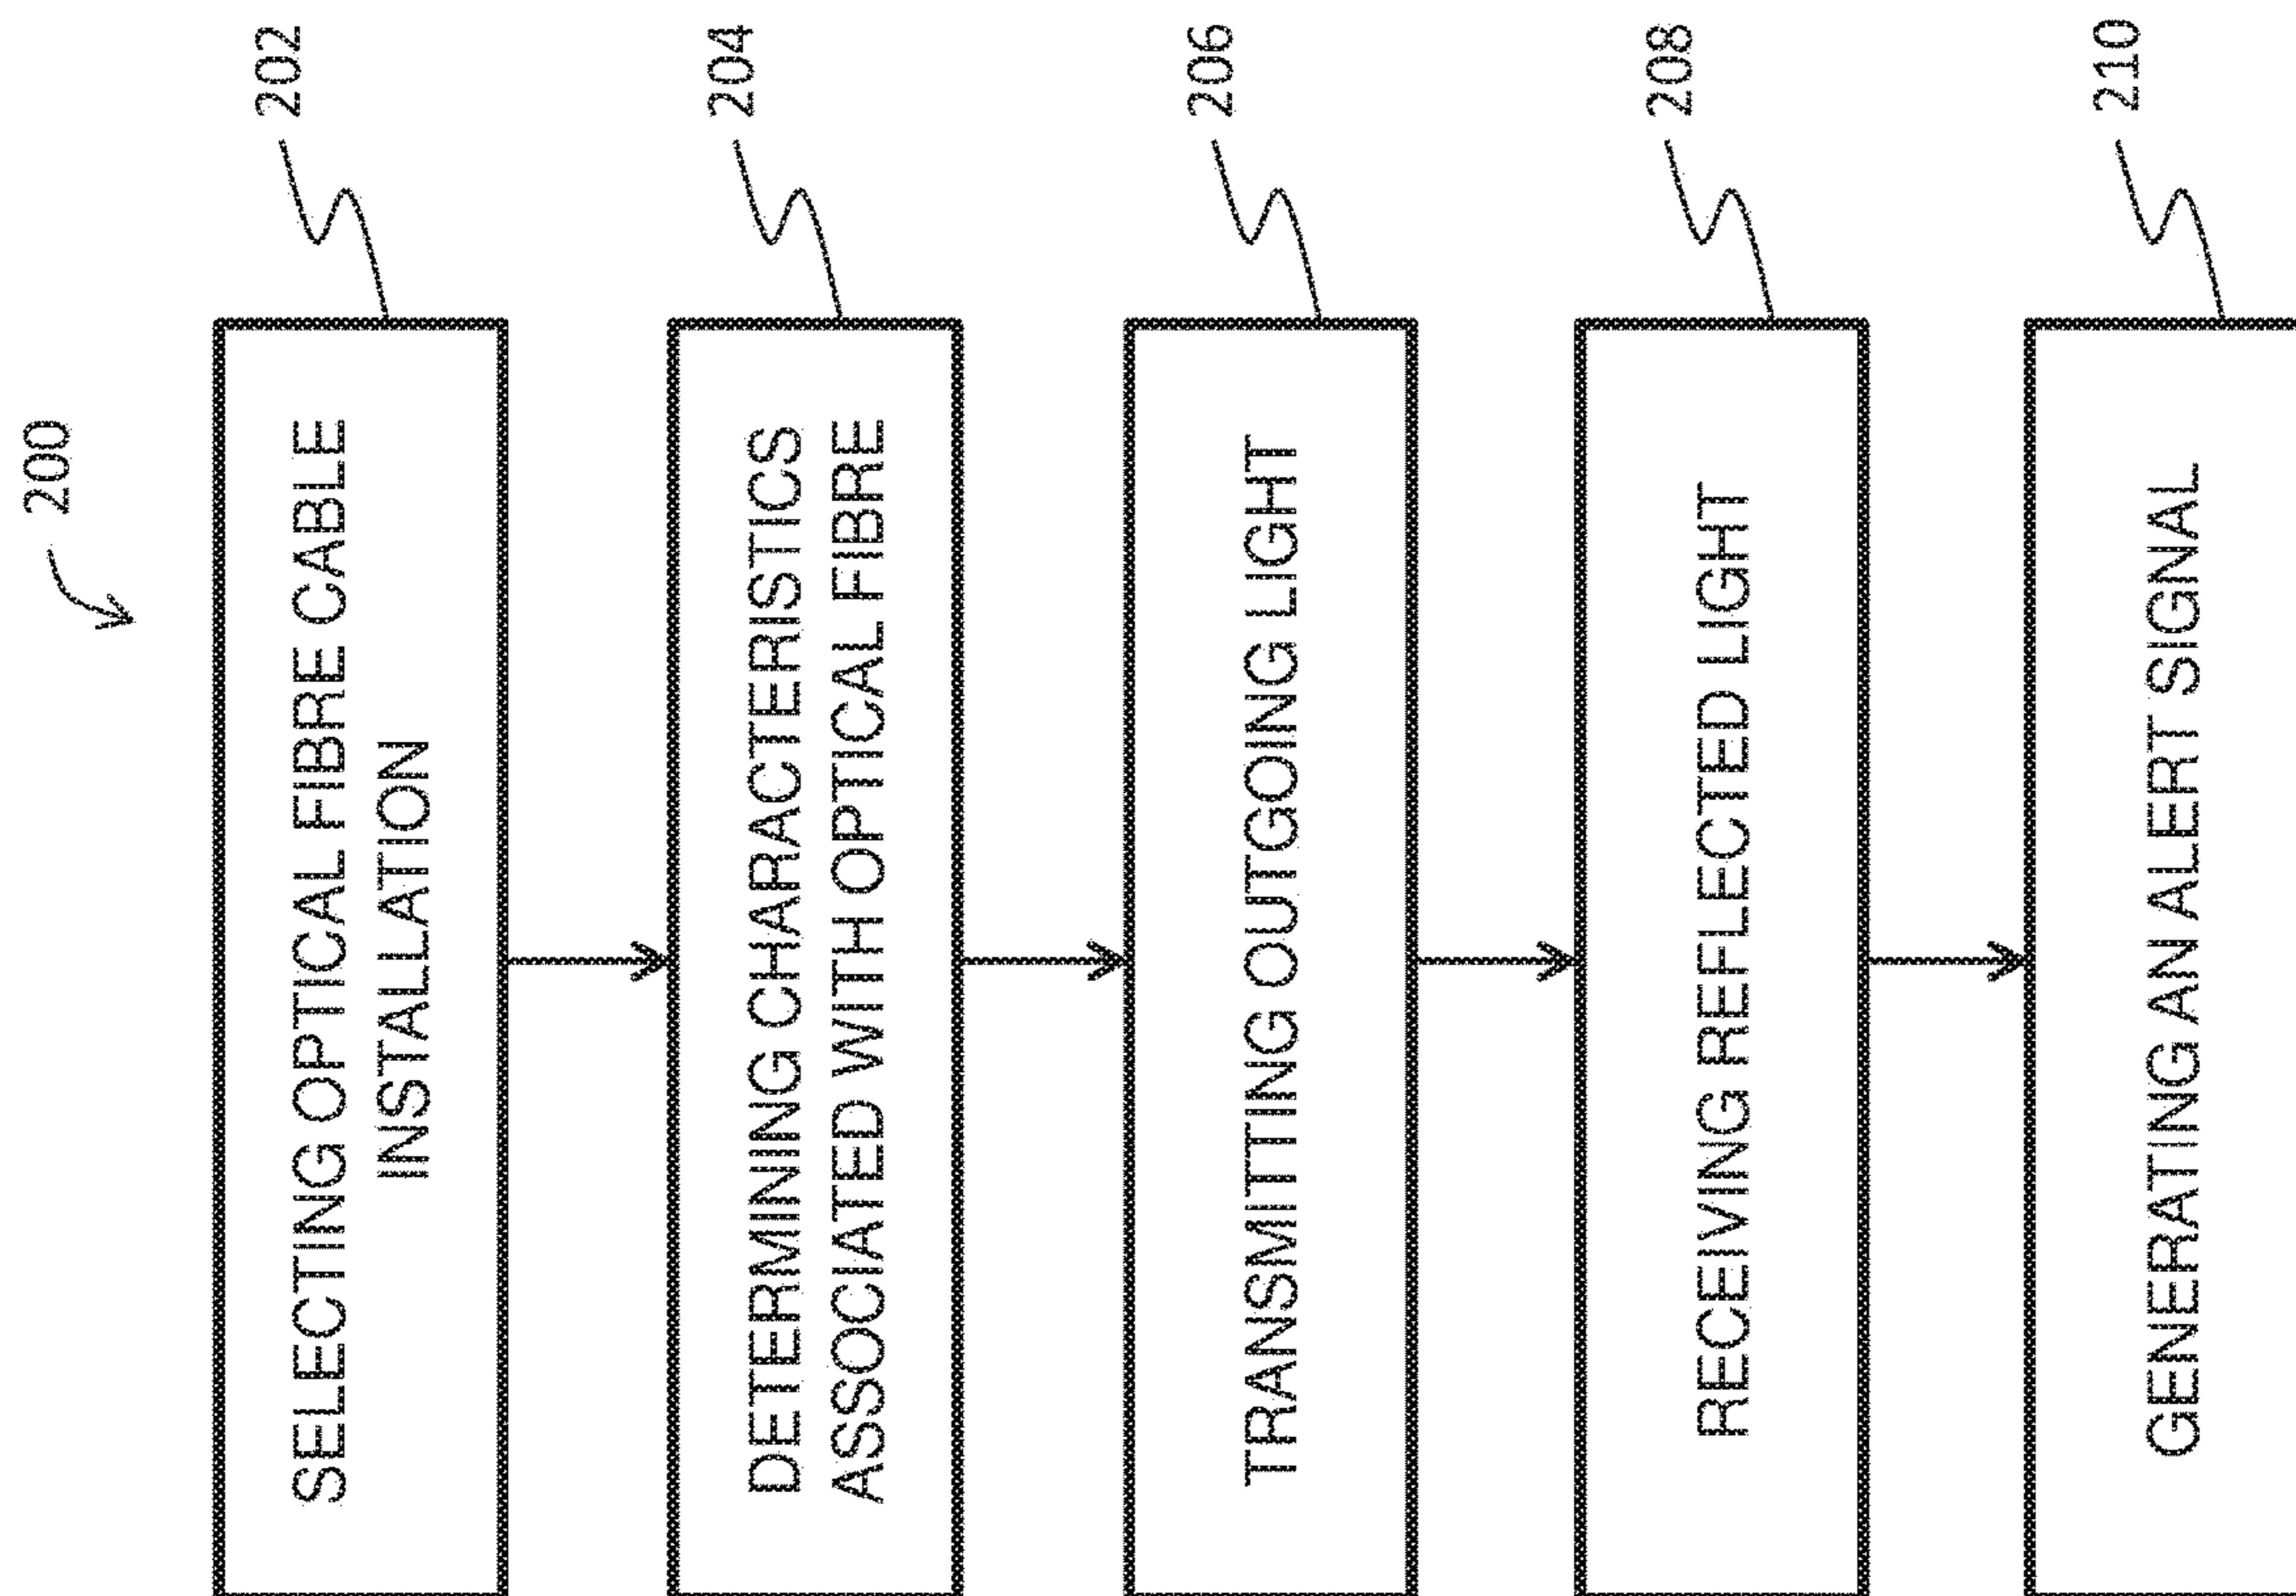 200
SELECTING OPTICAL FIBRE CABLE
INSTALLATION
202
DETERMINING CHARACTERISTICS
ASSOCIATED WITH OPTICAL FIBRE
204
TRANSMITTING OUTGOING LIGHT
206
RECEIVING REFLECTED LIGHT
208
GENERATING AN ALERT SIGNAL
210